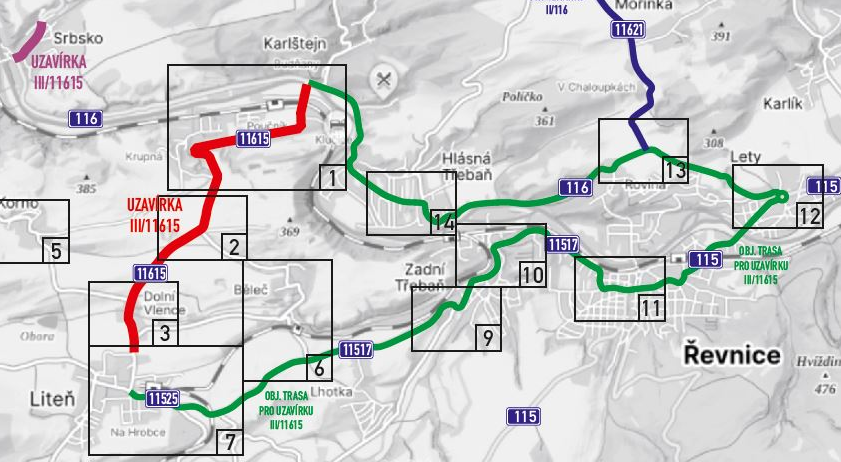 Mořinka
II/116
11621
391
Srbsko
UZAVÍRKA
III/11615
Karlštejn
V Chaloupkách
Políčko
361
Karlík
116
Poučník
11615
Krupná
308
Hlásná
Třebaň
Lety
385
1
13
Rovina
115
116
14
12
Korno
UZAVÍRKA
III/11615
369
5
2
11517
115
OBJ. TRASA
PRO UZAVÍRKU
III/11615
11615
Zadní
Třebaň
10
Běleč
Dolní
Vlence
11
3
9
Obora
11517
Řevnice
6
476
Liteň
11525
OBJ. TRASA
PRO UZAVÍRKU
III/11615
Lhotka
115
Na Hrobce
7